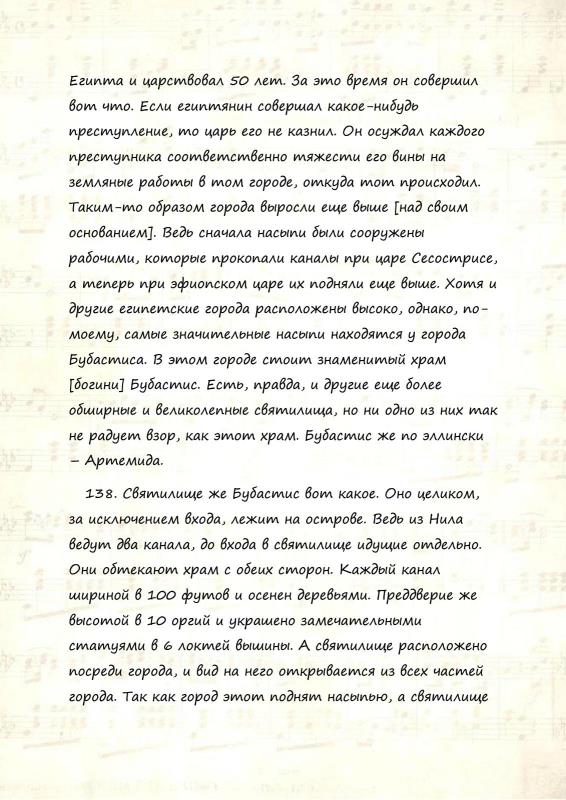 Египта и царствовал 50 лет. За это время он совершил
вот что. Если египтянин совершал какое-нибудь
преступление, то царь его не казнил. Он осуждал каждого
преступника соответственно тяжести его вины на
земляные работы в том городе, откуда тот происходил.
Таким-то образом города выросли еще выше [над своим
основанием]. Ведь сначала насыпи были сооружены
рабочими, которые прокопали каналы при царе Сесострисе,
а теперь при эфиопском царе их подняли еще выше. Хотя и
другие египетские города расположены высоко, однако, по-
моему, самые значительные насыпи находятся у города
Бубастиса. В этом городе стоит знаменитый храм
[богини] Бубастис. Есть, правда, и другие еще более
обширные и великолепные святилища, но ни одно из них так
не радует взор, как этот храм. Бубастис же по эллински
– Артемида.
138. Святилище же Бубастис вот какое. Оно целиком,
за исключением входа, лежит на острове. Ведь из Нила
ведут два канала, до входа в святилище идущие отдельно.
Они обтекают храм с обеих сторон. Каждый канал
шириной в 100 футов и осенен деревьями. Преддверие же
высотой в 10 оргий и украшено замечательными
статуями в 6 локтей вышины. А святилище расположено
посреди города, и вид на него открывается из всех частей
города. Так как город этот поднят насыпью, а святилище